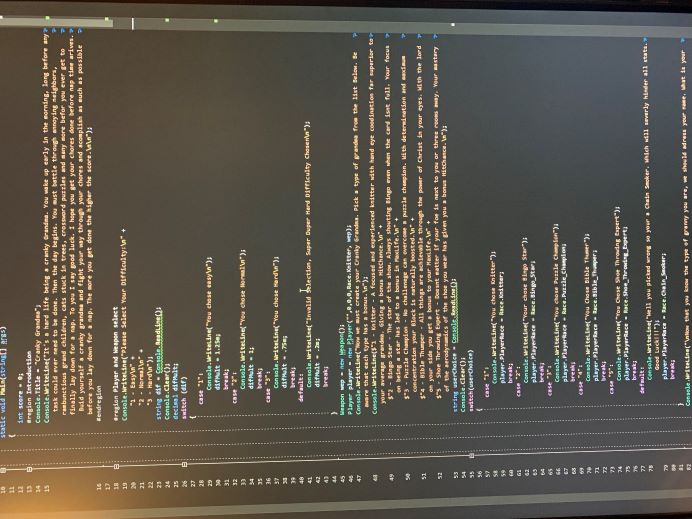 10 static void Main(string[] args)
11 {
12 int score = 0;
13 #region Introduction
14 Console.Title = "Cranky Grandma";
15 Console.WriteLine("It's a hard life being a cranky Grandma. You wake up early in the morning, long before any
task could ever need to be done. Then the day begins. You must battle through annoying neighbors,
rambunctious grand children, cats stuck in trees, crossword puzzles and many more befor you ever get to
finally lay down for a nap. To you I say good luck. I hope you get your chores done before nap time arrives.
Buid yourself a cranky grandma and fight your way through your chores and acomplish as much as possible
before you lay down for a nap. The more you get done the higher the score.\n\n");
16 #endregion
17
18 #region Player and Weapon select
19 Console.WriteLine("Please Select Your Difficulty:\n" +
20 "1 - Easy\n" +
21 "2 - Normal\n" +
22 "3 - Hard\n");
23 string dif = Console.ReadLine();
24 Console.Clear();
25 decimal difMult;
26 switch (dif)
27 {
28 case "1":
29 Console.WriteLine("You chose easy\n");
30 difMult = 1.25m;
31 break;
32 case "2":
33 Console.WriteLine("You chose Normal\n");
34 difMult = 1;
35 break;
36 case "3":
37 Console.WriteLine("You chose Hard\n");
38 difMult = .75m;
39 break;
40 default:
41 Console.WriteLine("Invalid Selection, Super Duper Hard Difficulty Chosen\n");
42 difMult = .2m;
43 break;
44 }
45 Weapon wep = new Weapon();
46 Player player = new Player("",0,0,0,Race.Knitter, wep);
47 Console.WriteLine("Now we must create your Cranky Grandma. Pick a type of grandma from the list Below. Be
aware that each type has a bonus.\n");
48 Console.WriteLine($"1 - Knitter - A focused and experienced knitter with hand eye coodination far superior to
your average grandma. Giving a bonus HitChance.\n" +
49 $"2 - Bingo Star - The star of the show. Always shouting Bingo even when the card isnt full. Your focus
on being a star has led to a bonus in MaxLife.\n" +
50 $"3 - Puzzle Champion - No challenage can overcome a puzzle champion. With determination and maximum
concentration your Block is naturally boosted.\n" +
51 $"4 - Bible Thumper - All things are achievable through the power of Christ in your eyes. With the lord
on your side you get a bonus to your MaxLife.\n" +
52 $"5 - Shoe Throwing Expert - Doesnt matter if your foe is next to you or three rooms away. Your mastery
of the aerodynamics of the shoe you wear has given you a bonus HitChance.\n");
53 string userChoice = Console.ReadLine();
54 Console.Clear();
55 switch(userChoice)
56 {
57 case "1":
58 Console.WriteLine("You chose Knitter");
59 player.PlayerRace = Race.Knitter;
60 break;
61 case "2":
62 Console.WriteLine("Your chose Bingo Star");
63 player.PlayerRace = Race.Bingo_Star;
64 break;
65 case "3":
66 Console.WriteLine("You chose Puzzle Champion");
67 player.PlayerRace = Race.Puzzle_Champion;
68 break;
69 case "4":
70 Console.WriteLine("You Chose Bible Thumer");
71 player.PlayerRace = Race.Bible_Thumper;
72 break;
73 case "5":
74 Console.WriteLine("You Chose Shoe Throwing Expert");
75 player.PlayerRace = Race.Shoe_Throwing_Expert;
76 break;
77 default:
78 Console.WriteLine("Well you picked wrong so your a Chain Smoker. Which will severly hinder all stats.
Good Luck!!!");
79 player.PlayerRace = Race.Chain_Smoker;
80 break;
81 }
82 Console.WriteLine("\nNow that you know the type of granny you are, we should adress your name. What is your